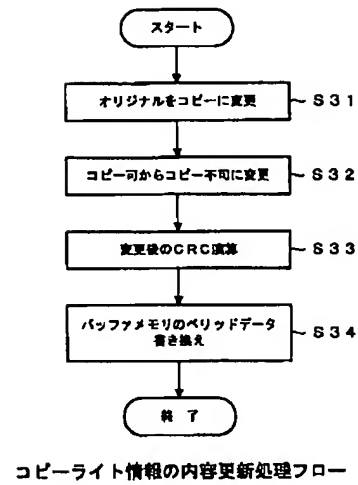 スタート
オリジナルをコピーに変更
S31
コピー可からコピー不可に変更
S32
変更後のCRC演算
S33
バッファメモリのベリッドデータ
書き換え
S34
終了
コピーライト情報の内容更新処理フロー